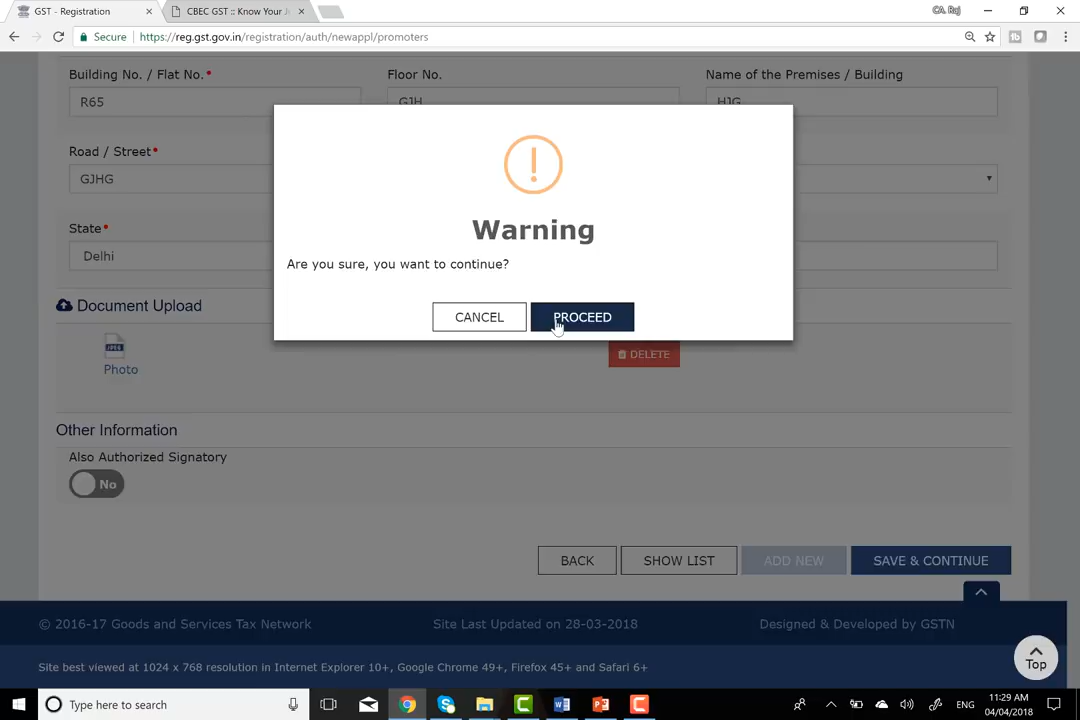 GST - Registration
CBEC GST :: Know Your J
CA. Raj
Secure
https://reg.gst.gov.in/registration/auth/newappl/promoters
Building No. / Flat No.•
Floor No.
Name of the Premises / Building
R65
GJH
HJG
Road / Street•
GJHG
State•
Delhi
Warning
Are you sure, you want to continue?
CANCEL
PROCEED
Document Upload
JPEG
Photo
DELETE
Other Information
Also Authorized Signatory
No
BACK
SHOW LIST
ADD NEW
SAVE & CONTINUE
© 2016-17 Goods and Services Tax Network
Site Last Updated on 28-03-2018
Designed & Developed by GSTN
Site best viewed at 1024 x 768 resolution in Internet Explorer 10+, Google Chrome 49+, Firefox 45+ and Safari 6+
Top
Type here to search
ENG
11:29 AM
04/04/2018